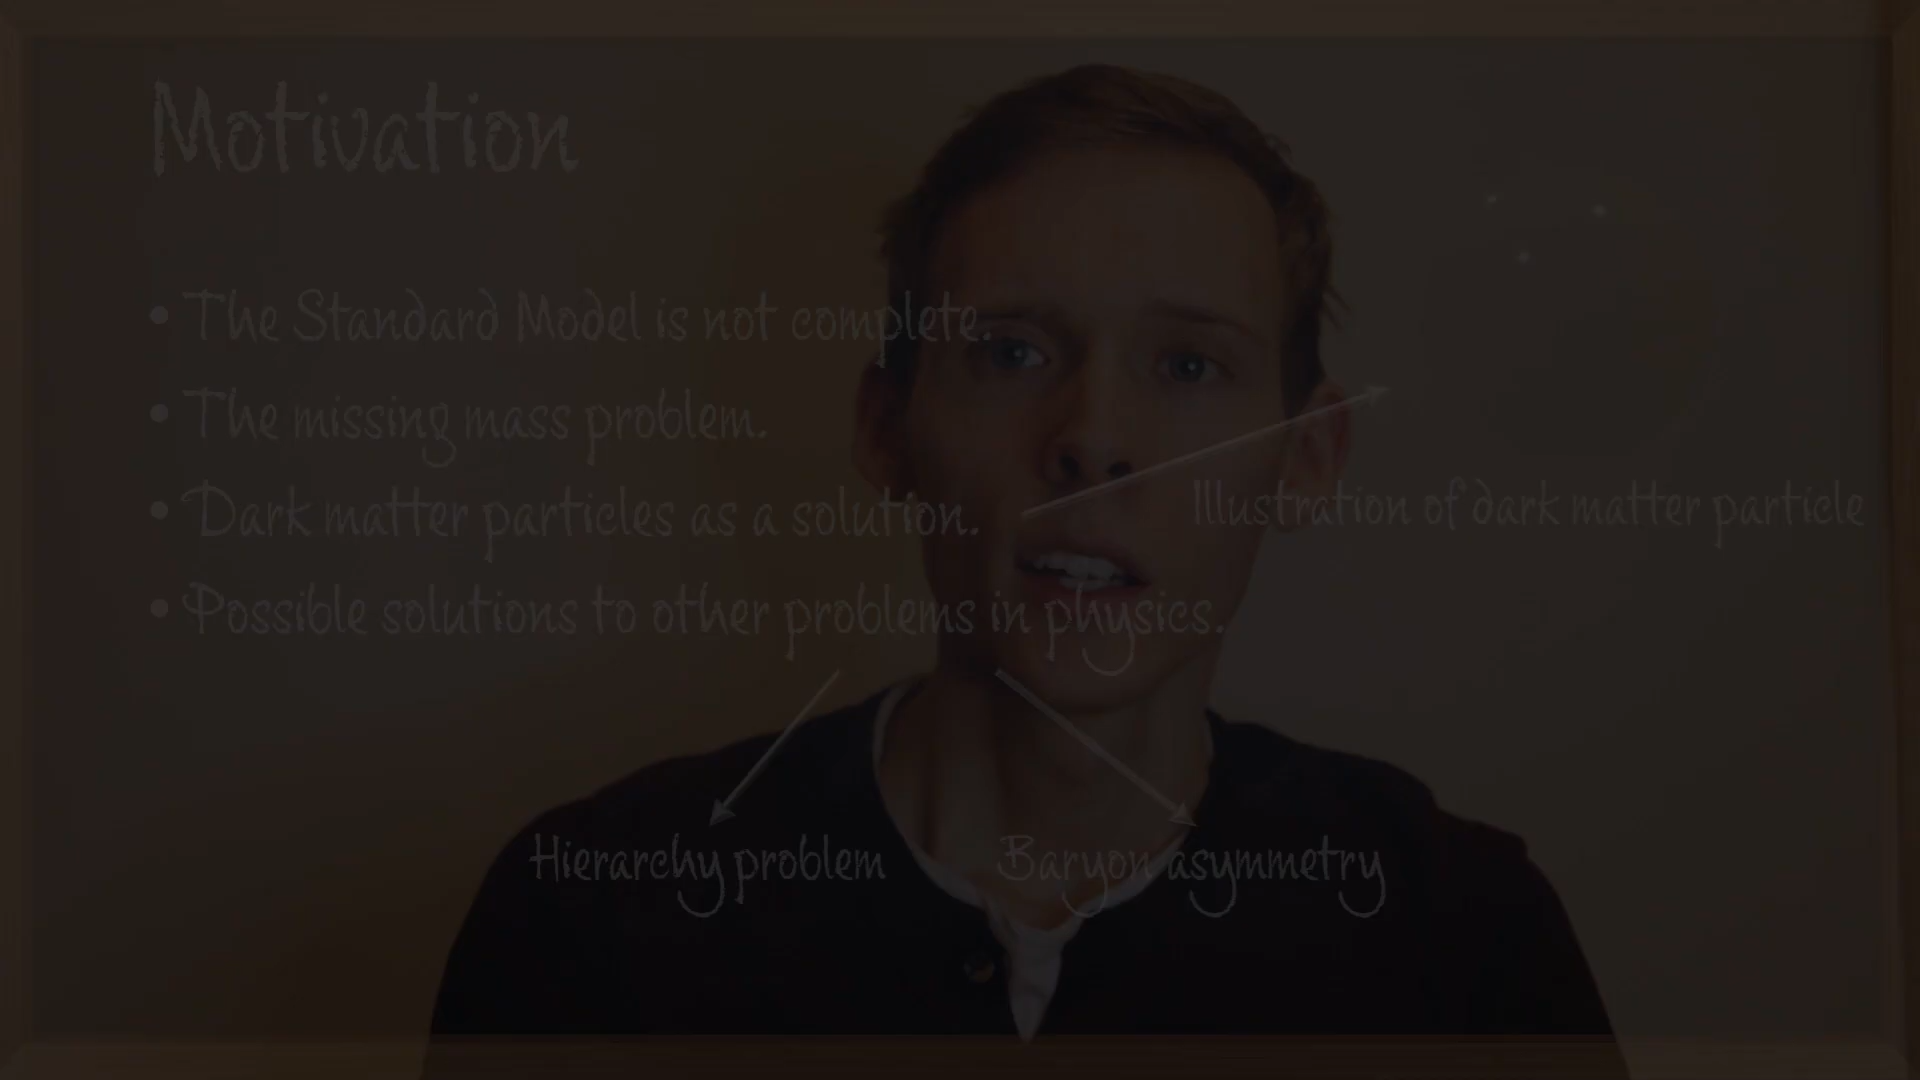 Motivation
• The Standard Model is not complete.
• The missing mass problem.
• Dark matter particles as a solution.
Illustration of dark matter particle
• Possible solutions to other problems in physics.
Hierarchy problem
Baryon asymmetry